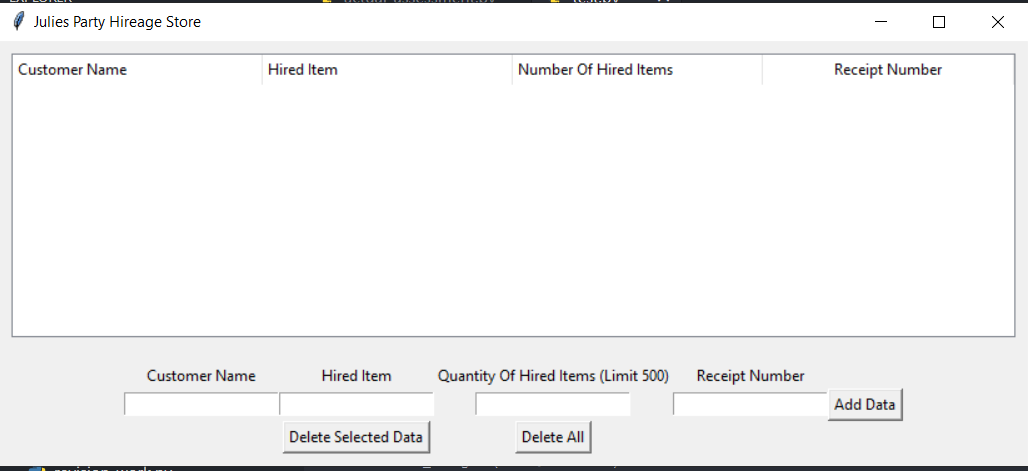 Julies Party Hireage Store
Customer Name Hired Item Number Of Hired Items Receipt Number
Customer Name Hired Item Quantity Of Hired Items (Limit 500) Receipt Number
Add Data
Delete Selected Data Delete All